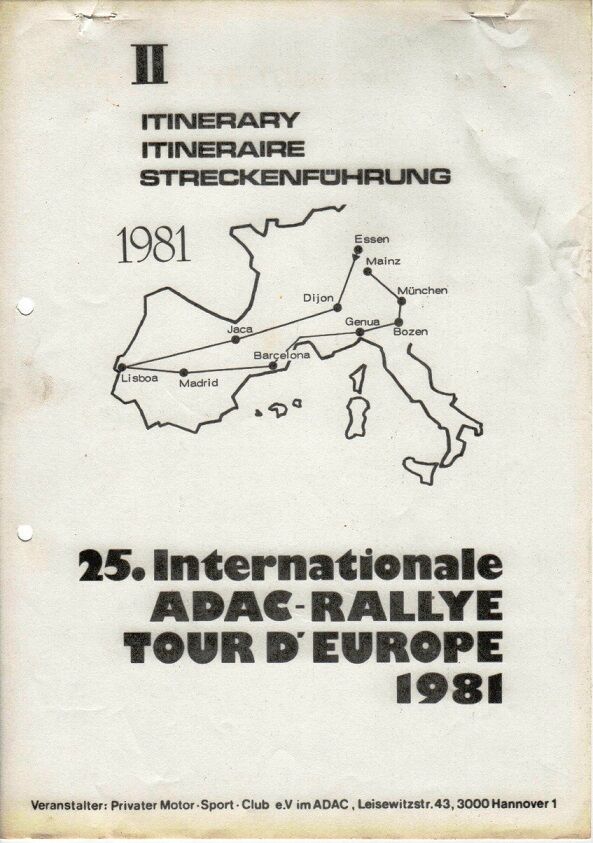 II
ITINERARY
ITINERAIRE
STRECKENFÜHRUNG
1981
Essen
Mainz
München
Dijon
Genua
Bozen
Jaca
Barcelona
Lisboa
Madrid
25. Internationale
ADAC-RALLYE
TOUR D'EUROPE
1981
Veranstalter: Privater Motor · Sport · Club e.V im ADAC , Leisewitzstr. 43, 3000 Hannover 1